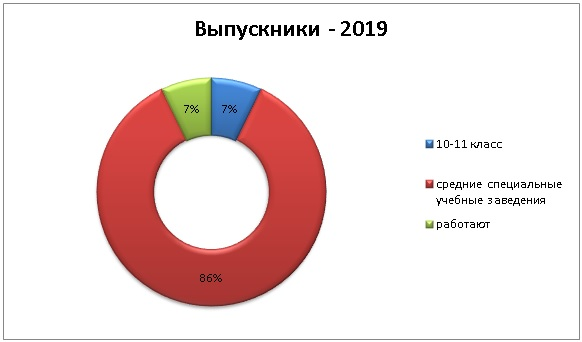 Выпускники - 2019
7%
7%
86%
10-11 класс
средние специальные
учебные заведения
работают